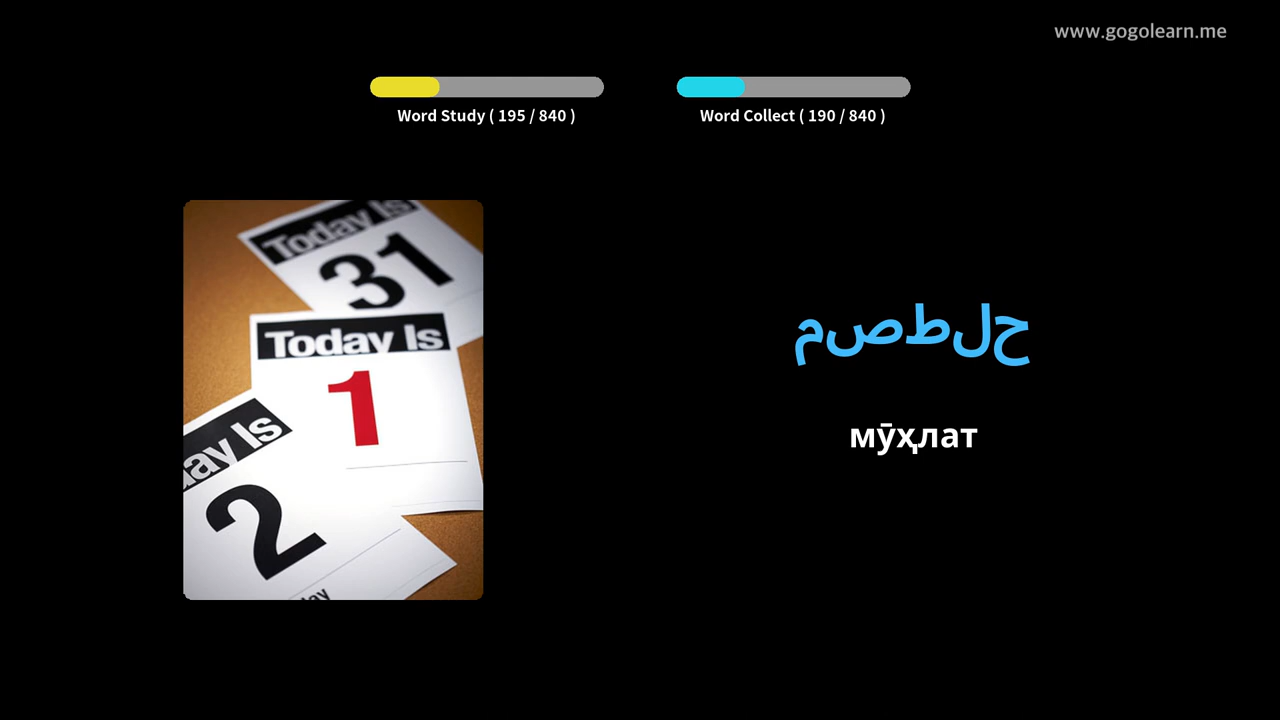 www.gogolearn.me
Word Study ( 195 / 840 )
Word Collect ( 190 / 840 )
Today Is
31
Today Is
1
ay Is
2
حلطصم
мӯҳлат